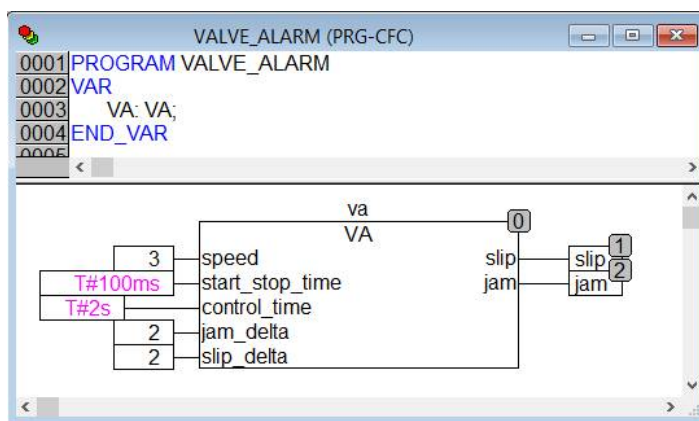 VALVE_ALARM (PRG-CFC)
0001 PROGRAM VALVE_ALARM
0002 VAR
0003 VA: VA;
0004 END_VAR
0005
va
0
VA
3 speed slip slip 1
T#100ms start_stop_time jam jam 2
T#2s control_time
2 jam_delta
2 slip_delta